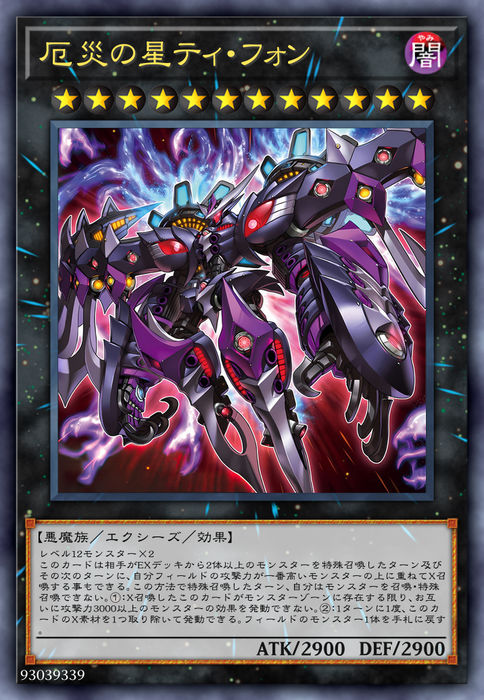 厄災の星ティ・フォン
やみ
闇
【悪魔族／エクシーズ／効果】
レベル12モンスター×2
このカードは相手がEXデッキから2体以上のモンスターを特殊召喚したターン及び
その次のターンに、自分フィールドの攻撃力が一番高いモンスターの上に重ねてX召
喚する事もできる。この方法で特殊召喚したターン、自分はモンスターを召喚・特殊
召喚できない。①：X召喚したこのカードがモンスターゾーンに存在する限り、お互
いに攻撃力3000以上のモンスターの効果を発動できない。②：1ターンに1度、このカー
ドのX素材を1つ取り除いて発動できる。フィールドのモンスター1体を手札に戻す。
ATK/2900 DEF/2900
93039339